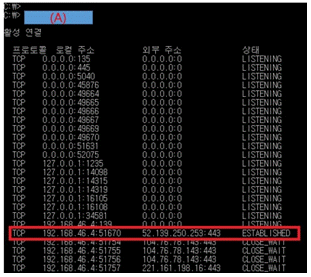 C:₩>
C:₩> (A)
활성 연결
프로토콜 로컬 주소 외부 주소 상태
TCP 0.0.0.0:135 0.0.0.0:0 LISTENING
TCP 0.0.0.0:445 0.0.0.0:0 LISTENING
TCP 0.0.0.0:5040 0.0.0.0:0 LISTENING
TCP 0.0.0.0:45876 0.0.0.0:0 LISTENING
TCP 0.0.0.0:49664 0.0.0.0:0 LISTENING
TCP 0.0.0.0:49665 0.0.0.0:0 LISTENING
TCP 0.0.0.0:49666 0.0.0.0:0 LISTENING
TCP 0.0.0.0:49667 0.0.0.0:0 LISTENING
TCP 0.0.0.0:49669 0.0.0.0:0 LISTENING
TCP 0.0.0.0:49670 0.0.0.0:0 LISTENING
TCP 0.0.0.0:51631 0.0.0.0:0 LISTENING
TCP 0.0.0.0:52075 0.0.0.0:0 LISTENING
TCP 127.0.0.1:1235 0.0.0.0:0 LISTENING
TCP 127.0.0.1:14098 0.0.0.0:0 LISTENING
TCP 127.0.0.1:14315 0.0.0.0:0 LISTENING
TCP 127.0.0.1:14319 0.0.0.0:0 LISTENING
TCP 127.0.0.1:16105 0.0.0.0:0 LISTENING
TCP 127.0.0.1:16108 0.0.0.0:0 LISTENING
TCP 127.0.0.1:34581 0.0.0.0:0 LISTENING
TCP 192.168.46.4:139 0.0.0.0:0 LISTENING
TCP 192.168.46.4:51670 52.139.250.253:443 ESTABLISHED
TCP 192.168.46.4:51754 104.76.78.143:443 CLOSE_WAIT
TCP 192.168.46.4:51755 104.76.78.143:443 CLOSE_WAIT
TCP 192.168.46.4:51756 104.76.78.143:443 CLOSE_WAIT
TCP 192.168.46.4:51757 221.161.198.16:443 CLOSE_WAIT